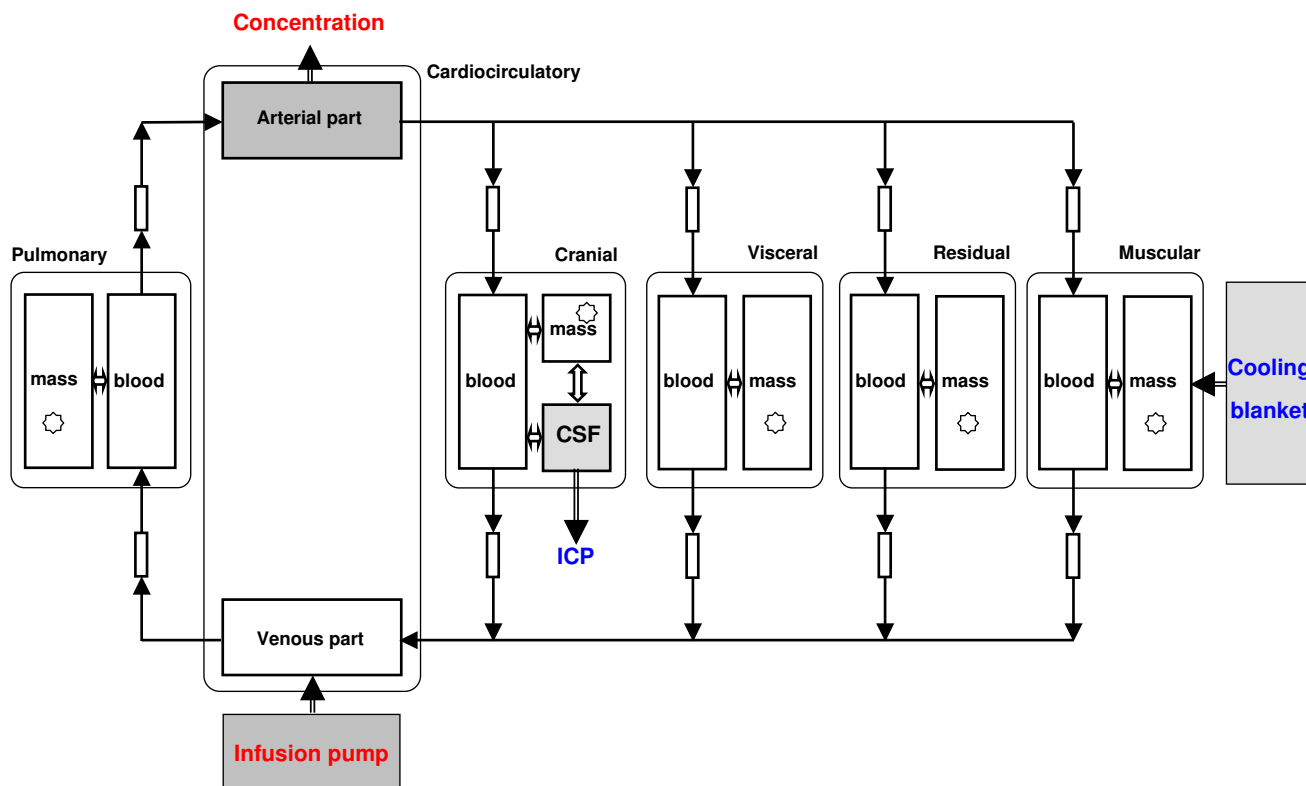 Concentration
Cardiocirculatory
Arterial part
Pulmonary
Cranial
Visceral
Residual
Muscular
mass
blood
blood
mass
CSF
blood
mass
blood
mass
blood
mass
Cooling
blanket
ICP
Venous part
Infusion pump